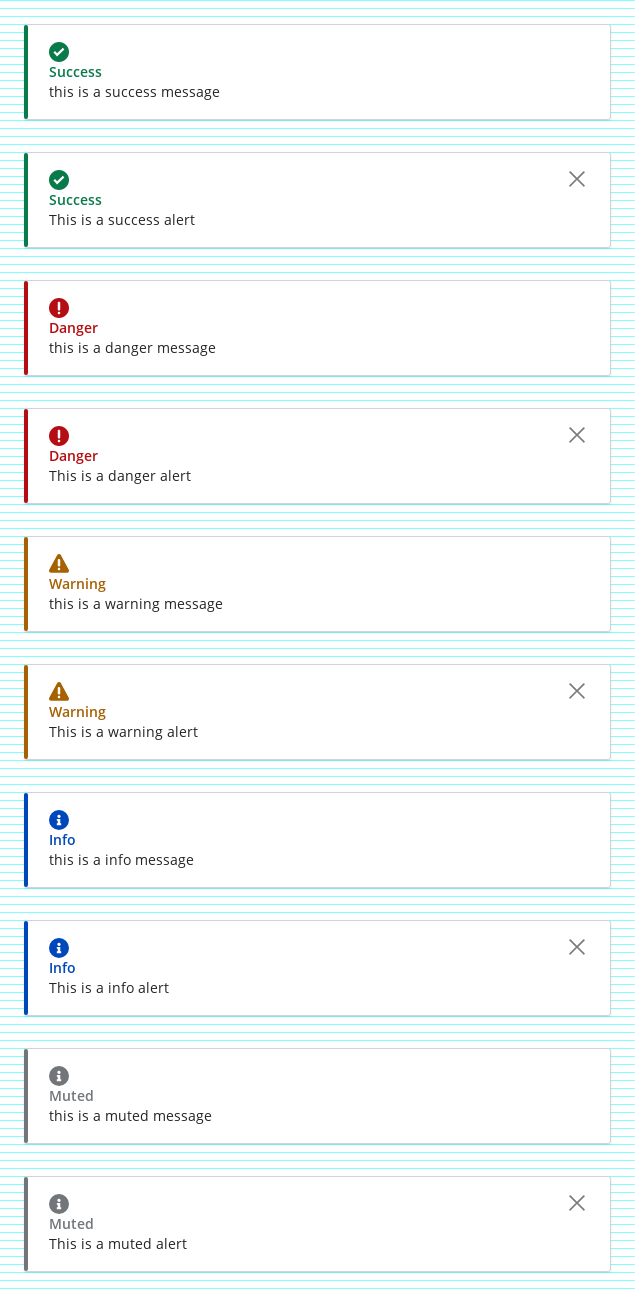 Success
this is a success message
Success
This is a success alert
Danger
this is a danger message
Danger
This is a danger alert
Warning
this is a warning message
Warning
This is a warning alert
Info
this is a info message
Info
This is a info alert
Muted
this is a muted message
Muted
This is a muted alert